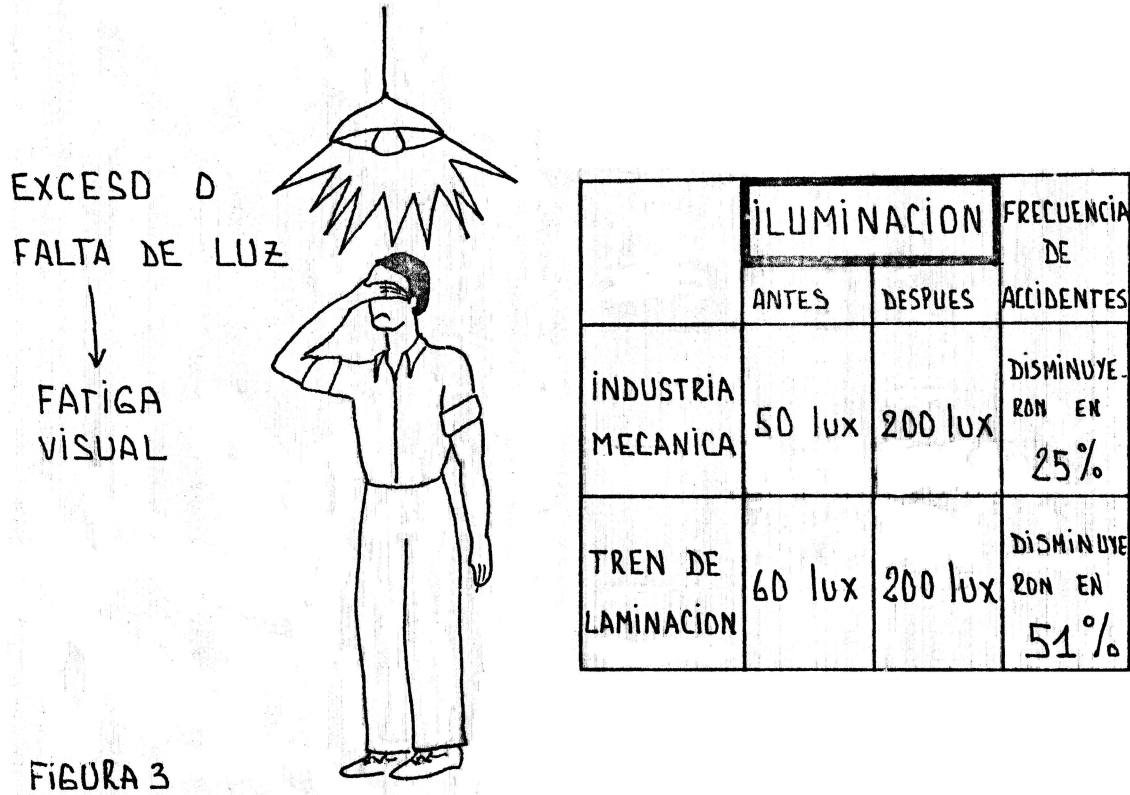 EXCESO O
FALTA DE LUZ
FATIGA
VISUAL
ILUMINACION
FRECUENCIA
DE
ACCIDENTES
ANTES
DESPUES
INDUSTRIA
MECANICA
50 lux
200 lux
DISMINUYE-
RON EN
25%
TREN DE
LAMINACION
60 lux
200 lux
DISMINUYE
RON EN
51%
FIGURA 3